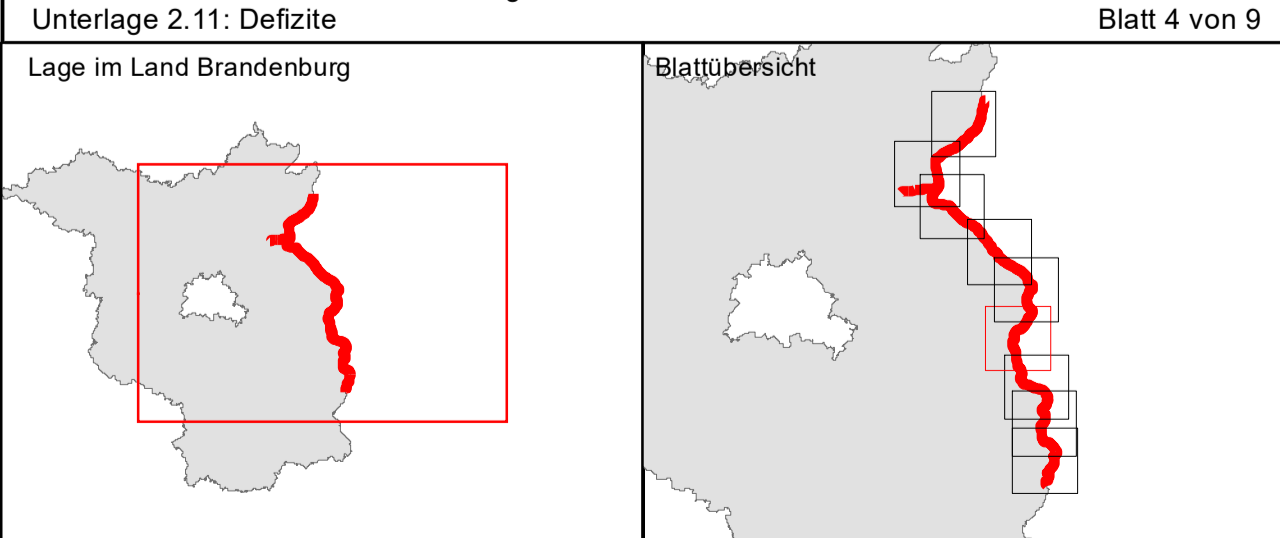 Unterlage 2.11: Defizite
Blatt 4 von 9
Lage im Land Brandenburg
Blattübersicht